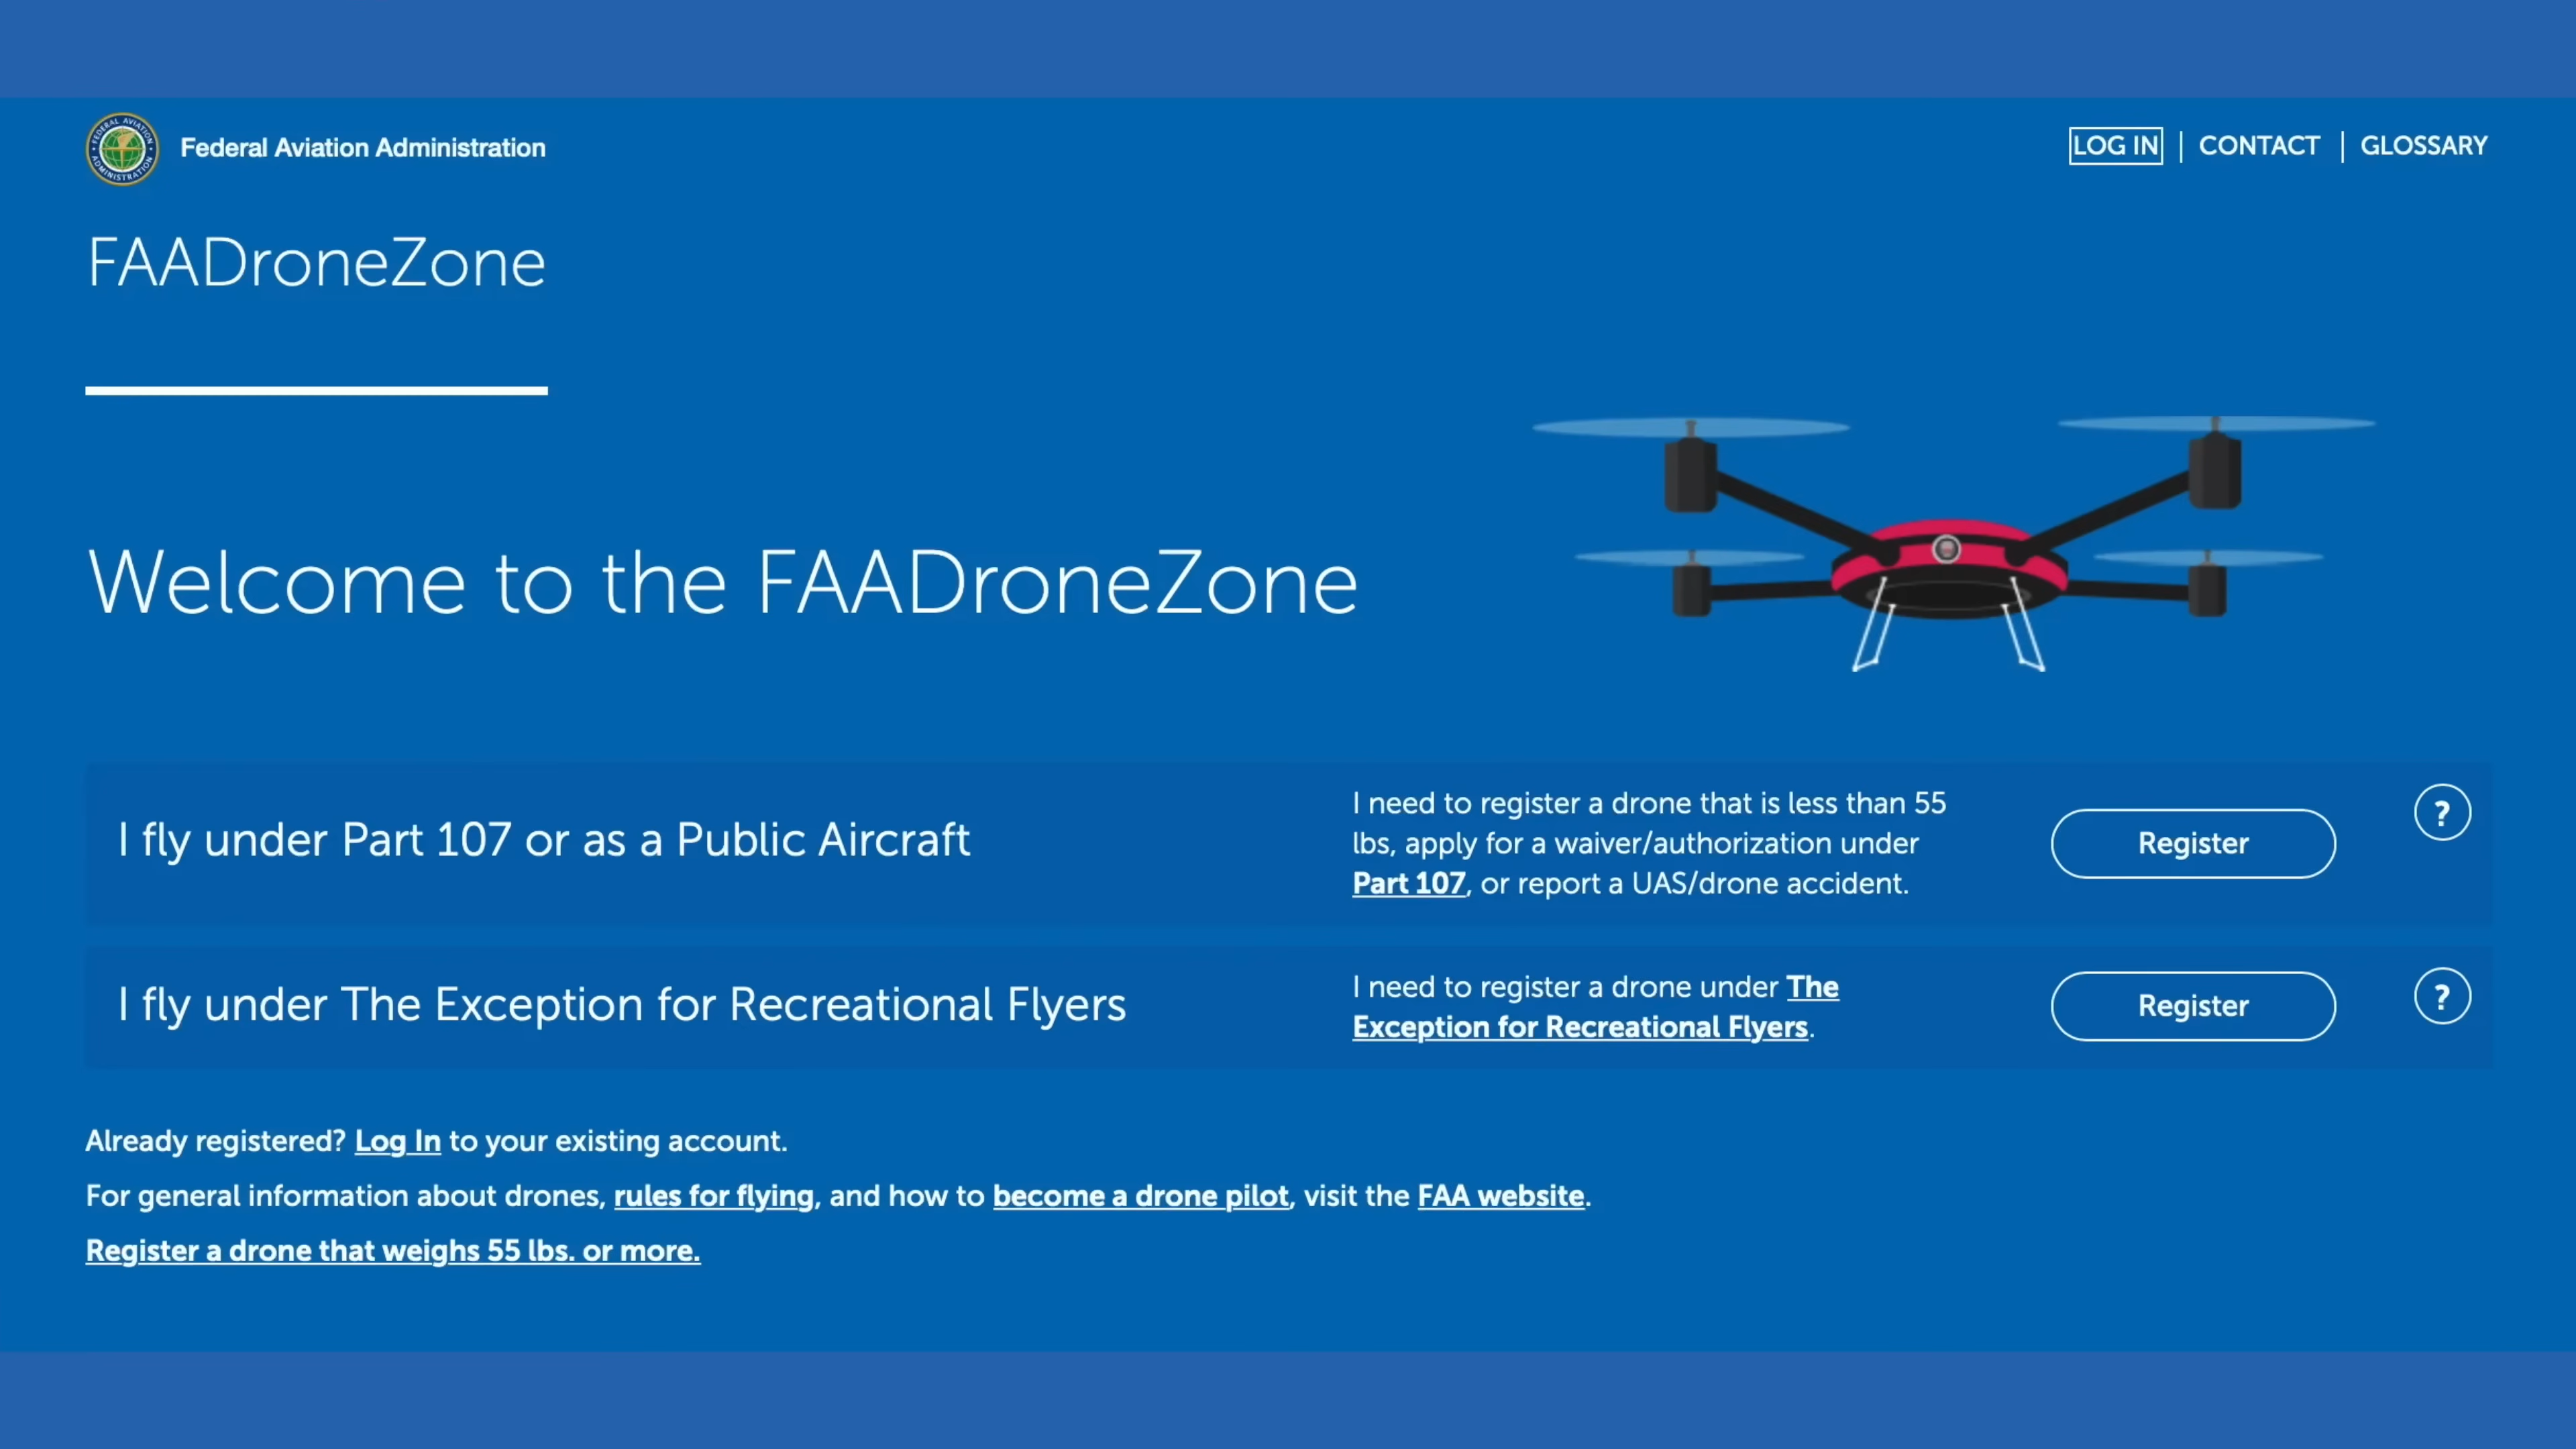 Federal Aviation Administration
LOG IN | CONTACT | GLOSSARY
FAADroneZone
Welcome to the FAADroneZone
I fly under Part 107 or as a Public Aircraft
I need to register a drone that is less than 55
lbs, apply for a waiver/authorization under
Part 107, or report a UAS/drone accident.
Register
?
I fly under The Exception for Recreational Flyers
I need to register a drone under The
Exception for Recreational Flyers.
Register
?
Already registered? Log In to your existing account.
For general information about drones, rules for flying, and how to become a drone pilot, visit the FAA website.
Register a drone that weighs 55 lbs. or more.
FEDERAL AVIATION
ADMINISTRATION